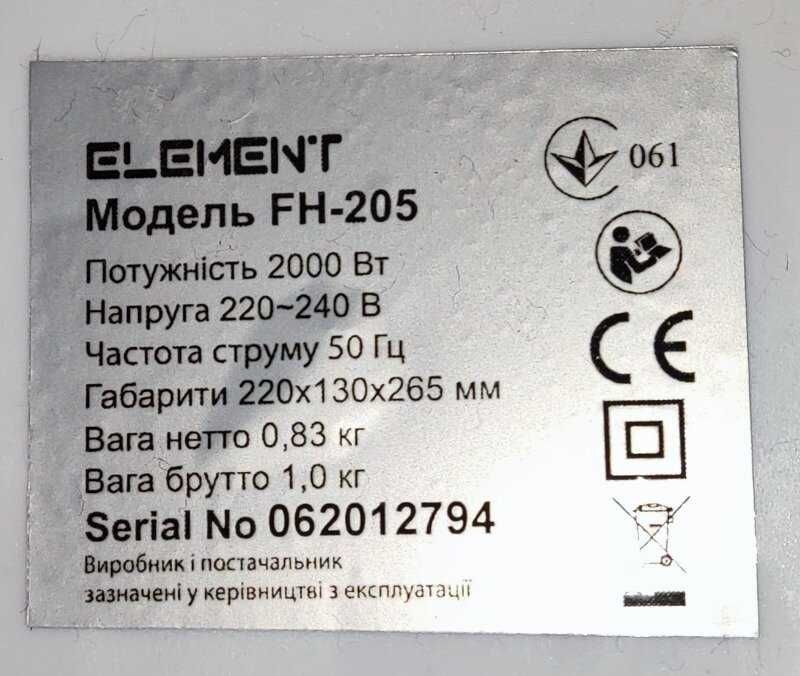 ELEMENT
Модель FH-205
Потужність 2000 Вт
Напруга 220~240 В
Частота струму 50 Гц
Габарити 220x130x265 мм
Вага нетто 0,83 кг
Вага брутто 1,0 кг
Serial No 062012794
Виробник і постачальник
зазначені у керівництві з експлуатації
061
CE